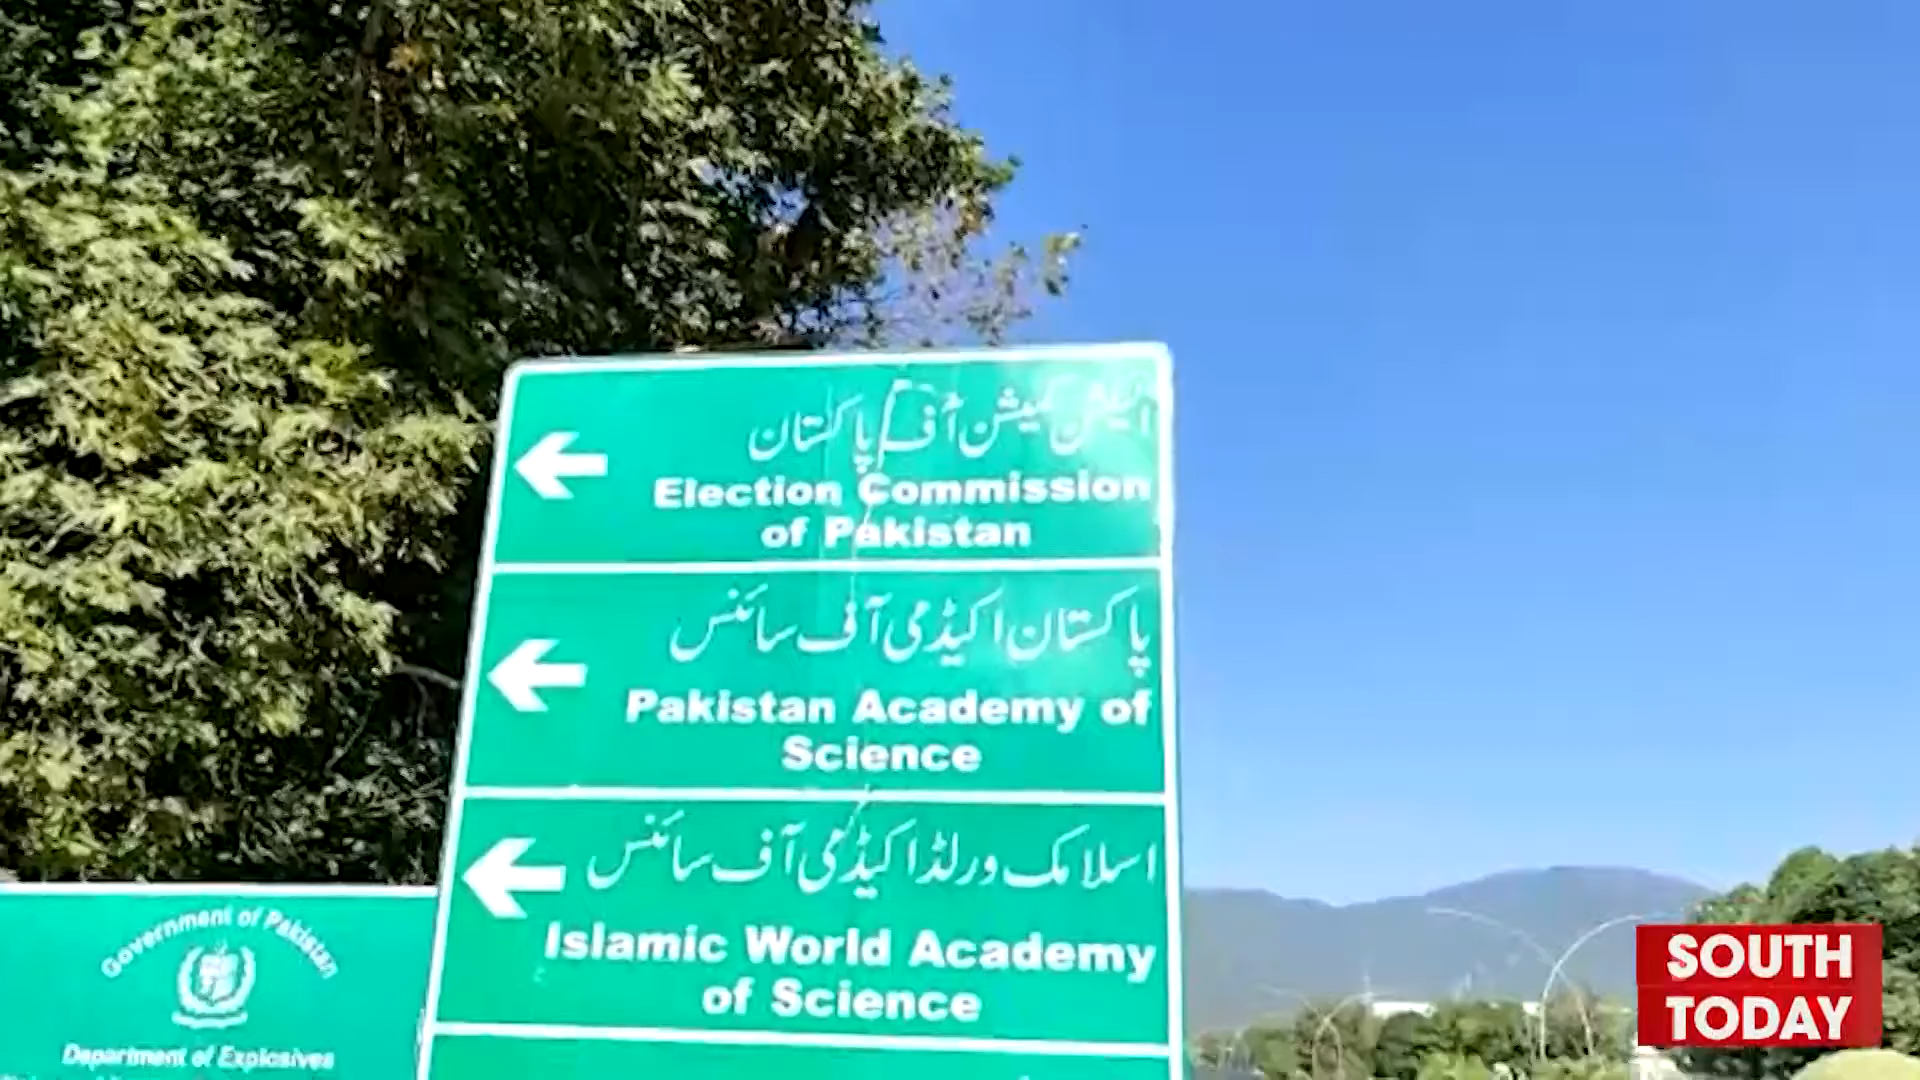 الیکشن کمیشن آف پاکستان
Election Commission
of Pakistan
پاکستان اکیڈمی آف سائنس
Pakistan Academy of
Science
اسلامک ورلڈ اکیڈمی آف سائنس
Islamic World Academy
of Science
Government of Pakistan
Department of Explosives
SOUTH
TODAY